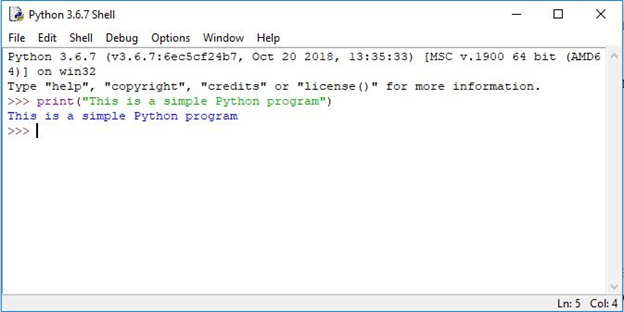 Python 3.6.7 Shell
File Edit Shell Debug Options Window Help
Python 3.6.7 (v3.6.7:6ec5cf24b7, Oct 20 2018, 13:35:33) [MSC v.1900 64 bit (AMD6
4)] on win32
Type "help", "copyright", "credits" or "license()" for more information.
>>> print("This is a simple Python program")
This is a simple Python program
>>>
Ln: 5 Col: 4